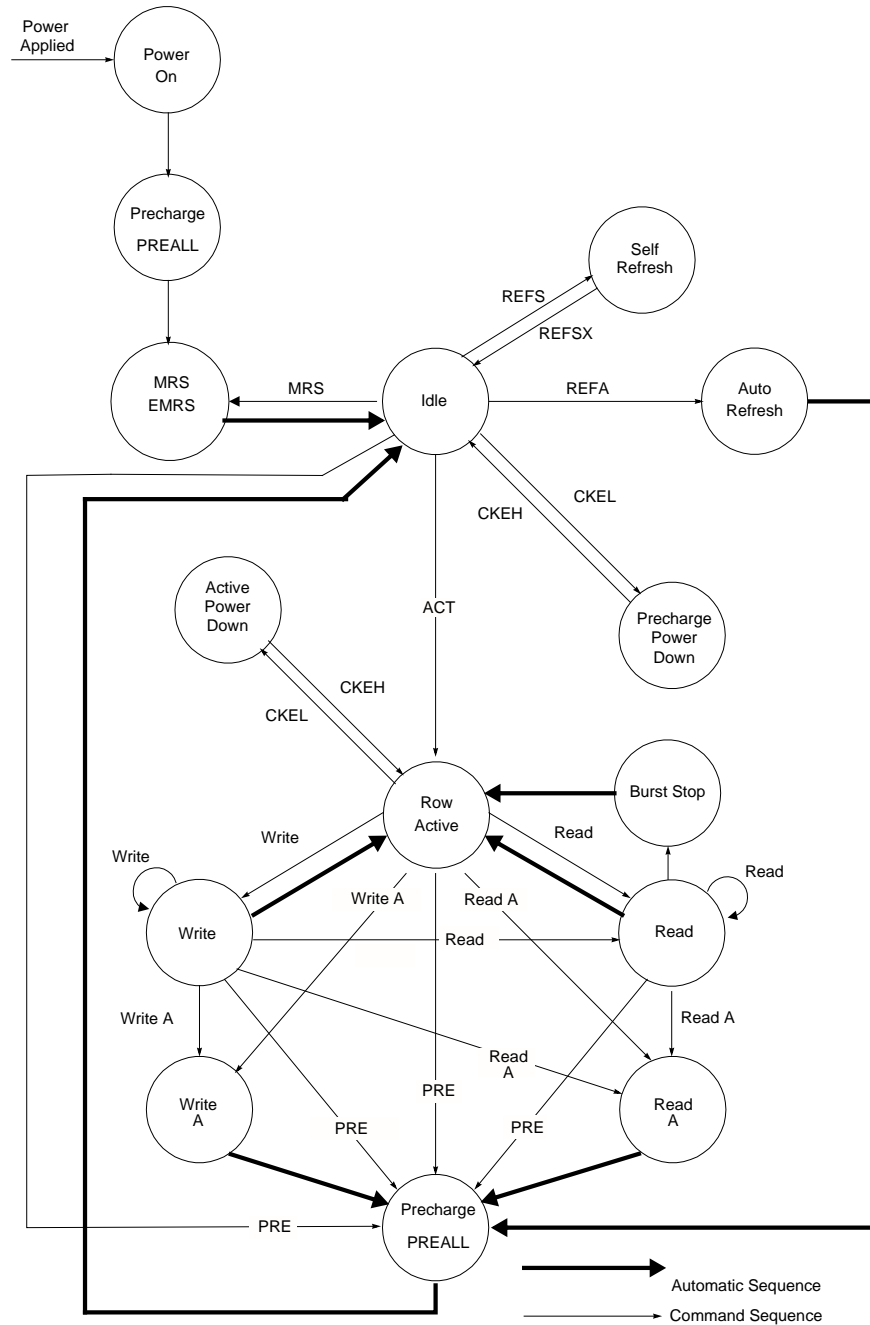 Power
Applied
Power
On
Precharge
PREALL
Self
Refresh
REFS
REFSX
MRS
EMRS
MRS
Idle
REFA
Auto
Refresh
CKEL
CKEH
Active
Power
Down
ACT
Precharge
Power
Down
CKEH
CKEL
Burst Stop
Row
Active
Write
Read
Write
Read
Write A
Read A
Write
Read
Read
Write A
Read A
Read
A
Write
A
PRE
Read
A
PRE
PRE
Precharge
PREALL
PRE
Automatic Sequence
Command Sequence